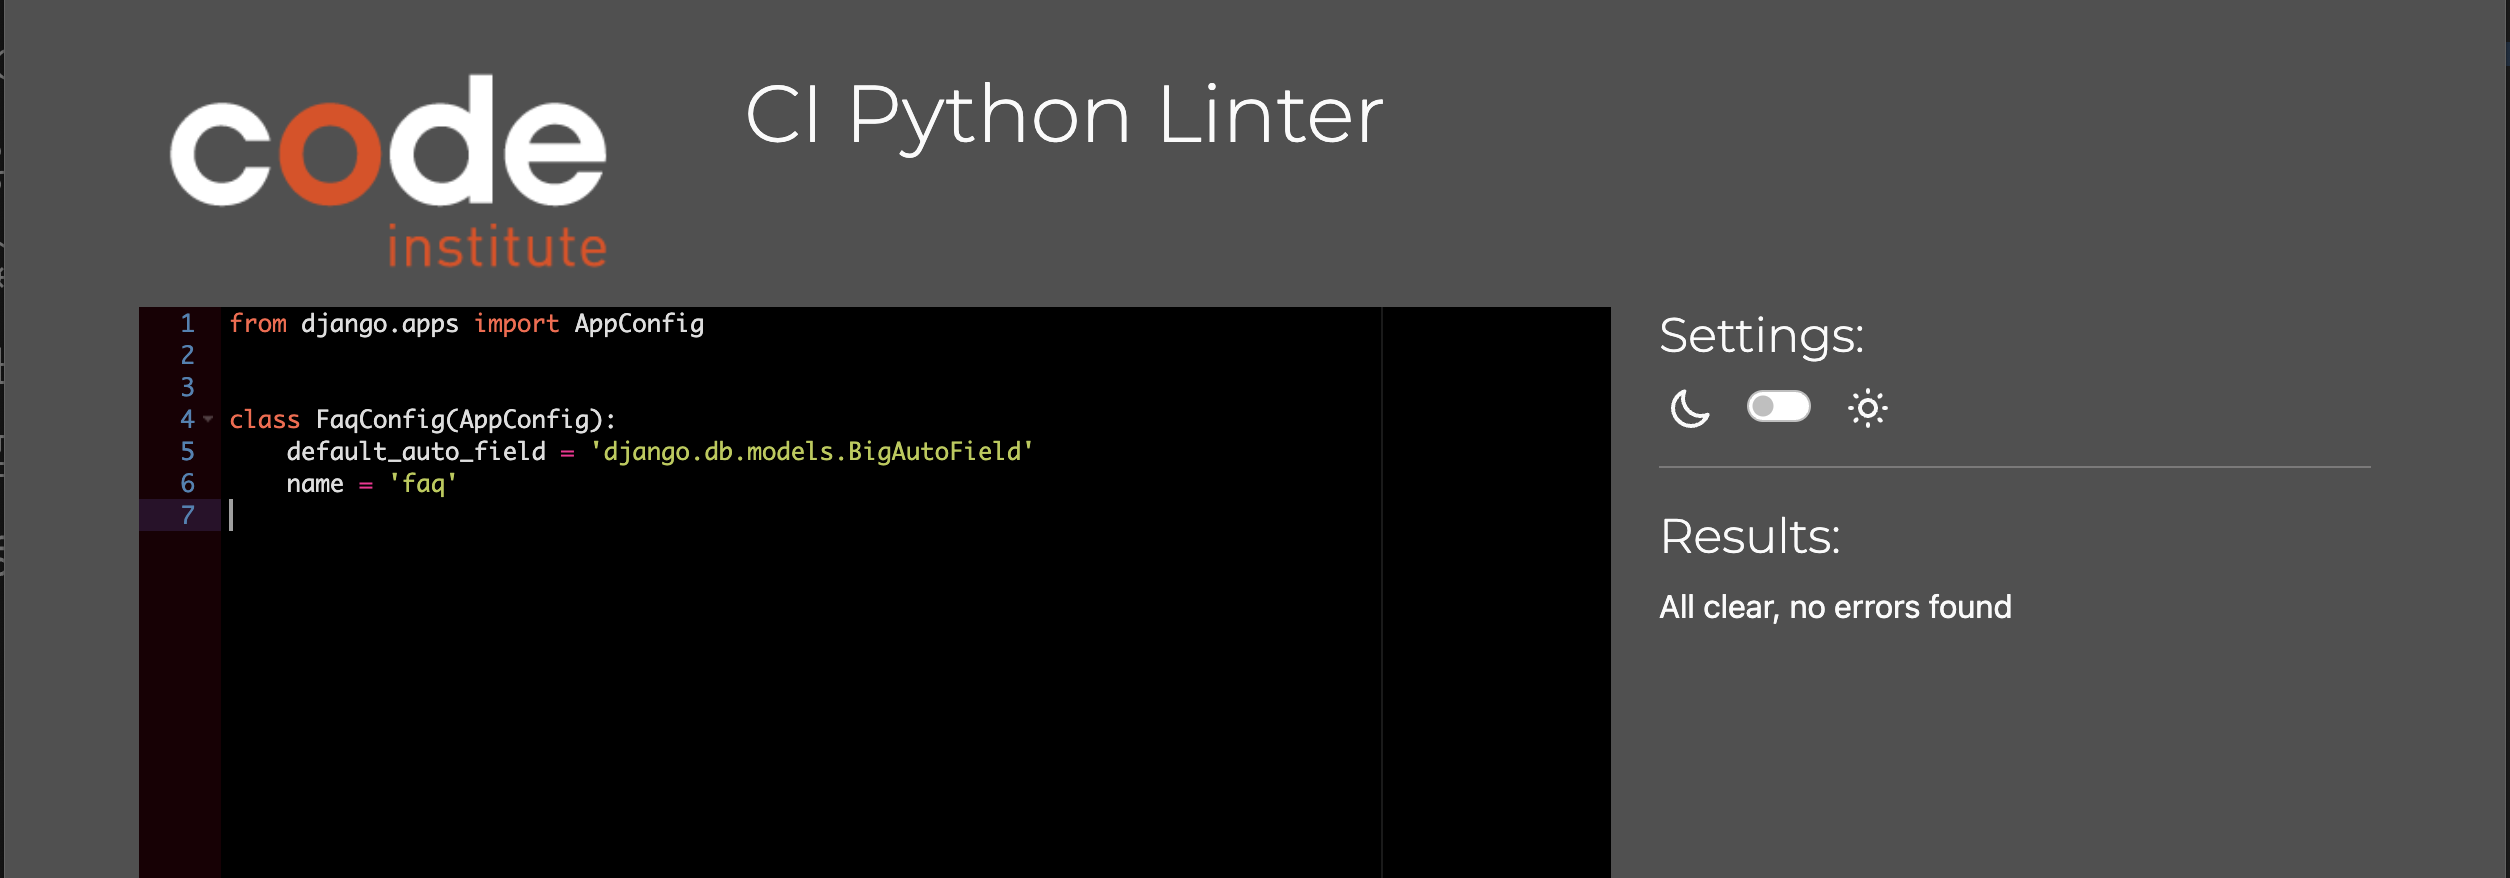 code
institute
CI Python Linter
1 from django.apps import AppConfig
2
3
4 class FaqConfig(AppConfig):
5     default_auto_field = 'django.db.models.BigAutoField'
6     name = 'faq'
7
Settings:
Results:
All clear, no errors found